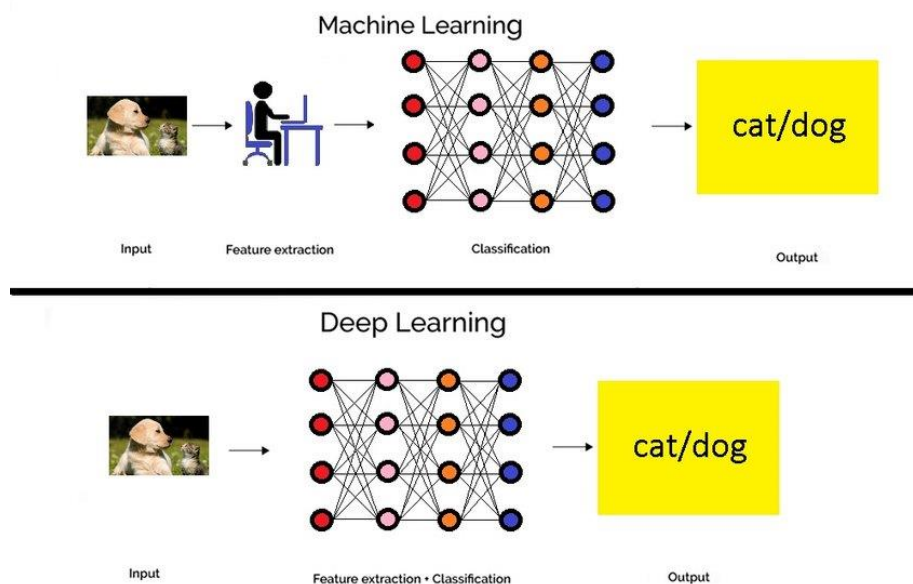 Machine Learning
cat/dog
Input
Feature extraction
Classification
Output
Deep Learning
cat/dog
Input
Feature extraction + Classification
Output